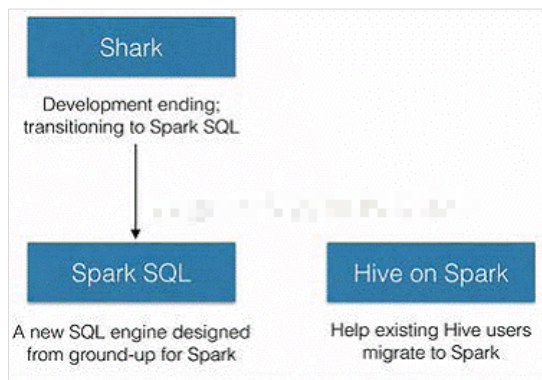 Shark
Development ending;
transitioning to Spark SQL
Spark SQL
Hive on Spark
A new SQL engine designed
from ground-up for Spark
Help existing Hive users
migrate to Spark